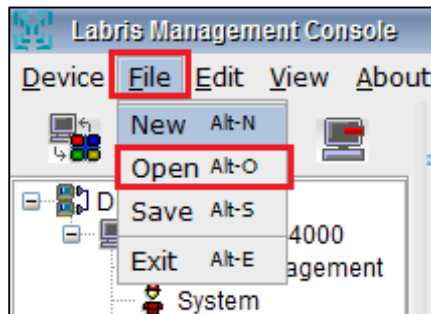 Labris Management Console
Device File Edit View About
New Alt-N
Open Alt-O
Save Alt-S
Exit Alt-E
D
4000
agement
System